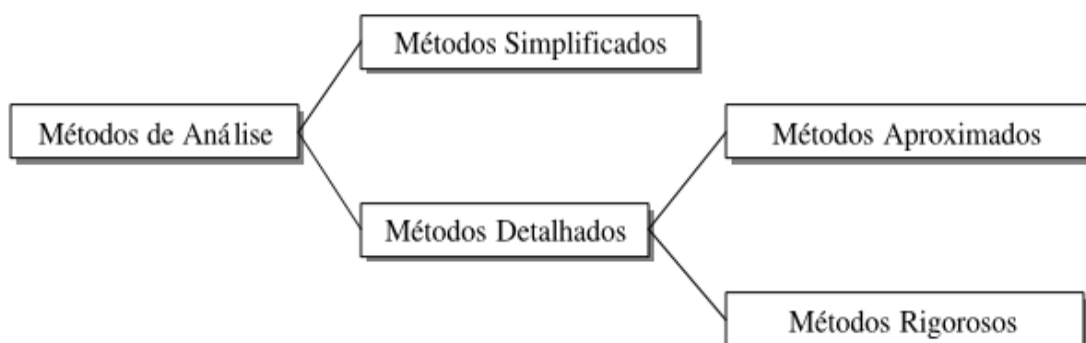 Métodos Simplificados
Métodos de Análise
Métodos Aproximados
Métodos Detalhados
Métodos Rigorosos